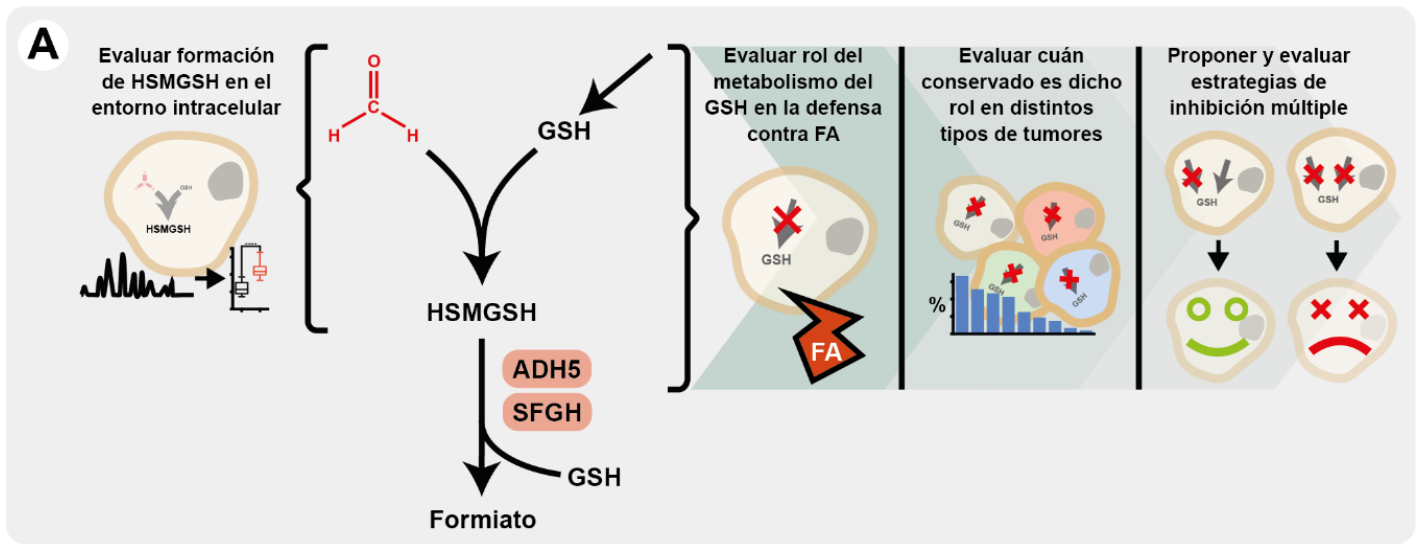 A
Evaluar formación
de HSMGSH en el
entorno intracelular
GSH
HSMGSH
****
O
C
H
H
GSH
HSMGSH
ADH5
SFGH
GSH
Formiato
Evaluar rol del
metabolismo del
GSH en la defensa
contra FA
GSH
FA
Evaluar cuán
conservado es dicho
rol en distintos
tipos de tumores
GSH
GSH
GSH
GSH
%
Proponer y evaluar
estrategias de
inhibición múltiple
GSH
GSH